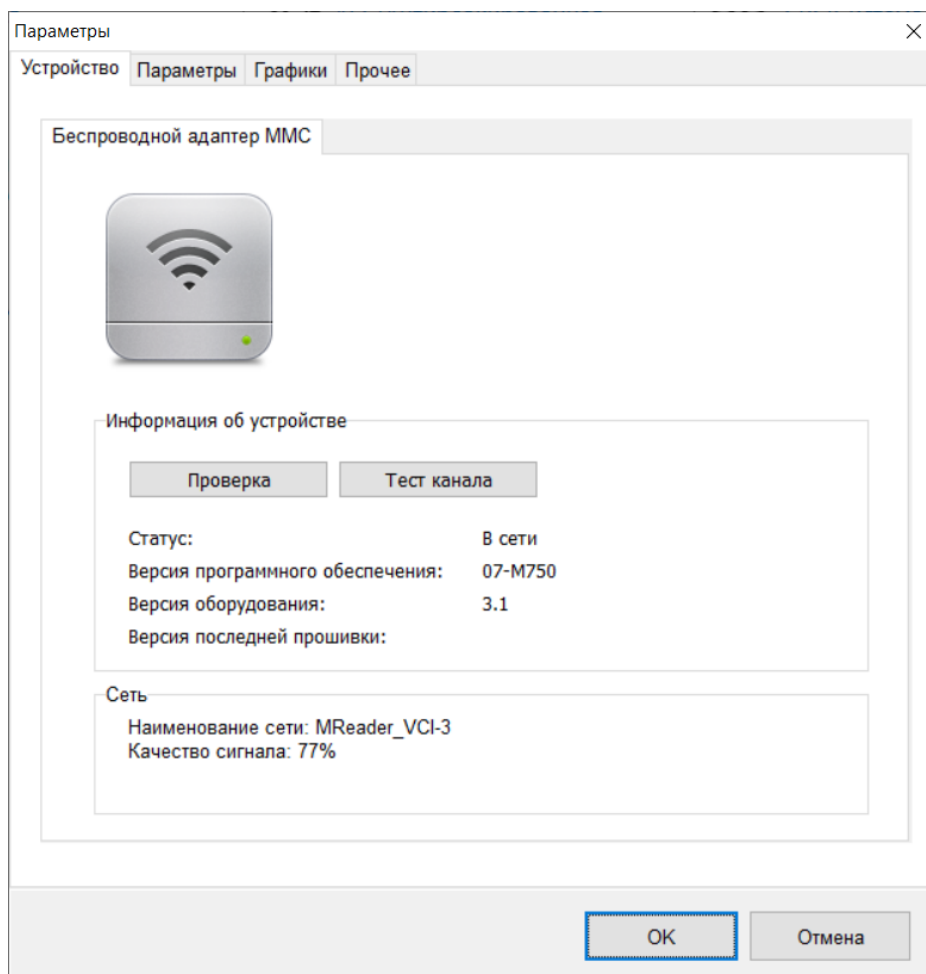 Параметры
Устройство Параметры Графики Прочее
Беспроводной адаптер ММС
Информация об устройстве
Проверка Тест канала
Статус: В сети
Версия программного обеспечения: 07-M750
Версия оборудования: 3.1
Версия последней прошивки:
Сеть
Наименование сети: MReader_VCI-3
Качество сигнала: 77%
OK Отмена